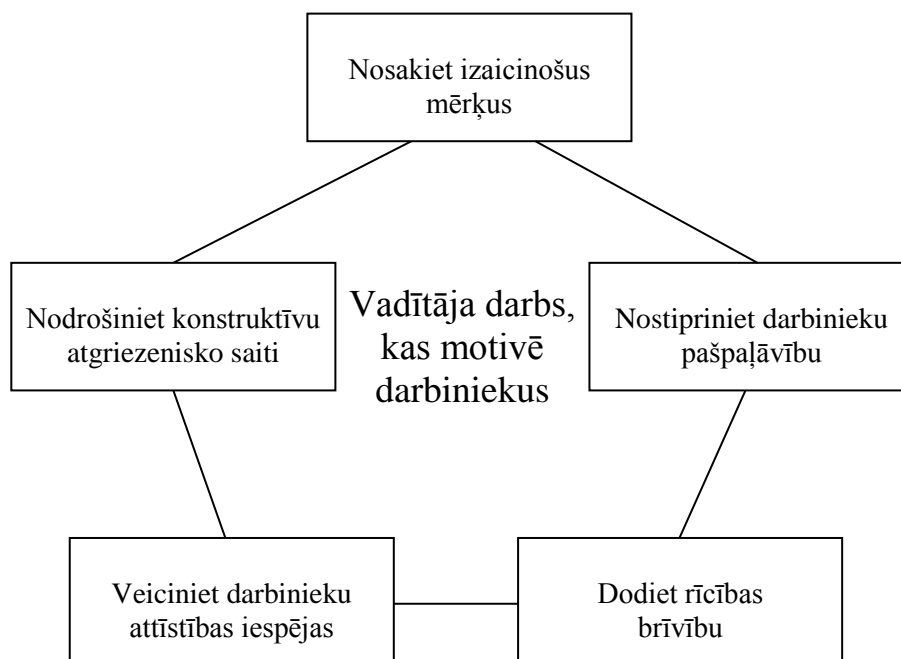 Nosakiet izaicinošus
mērķus
Nodrošiniet konstruktīvu
atgriezenisko saiti
Vadītāja darbs,
kas motivē
darbiniekus
Nostipriniet darbinieku
pašpaļāvību
Veiciniet darbinieku
attīstības iespējas
Dodiet rīcības
brīvību